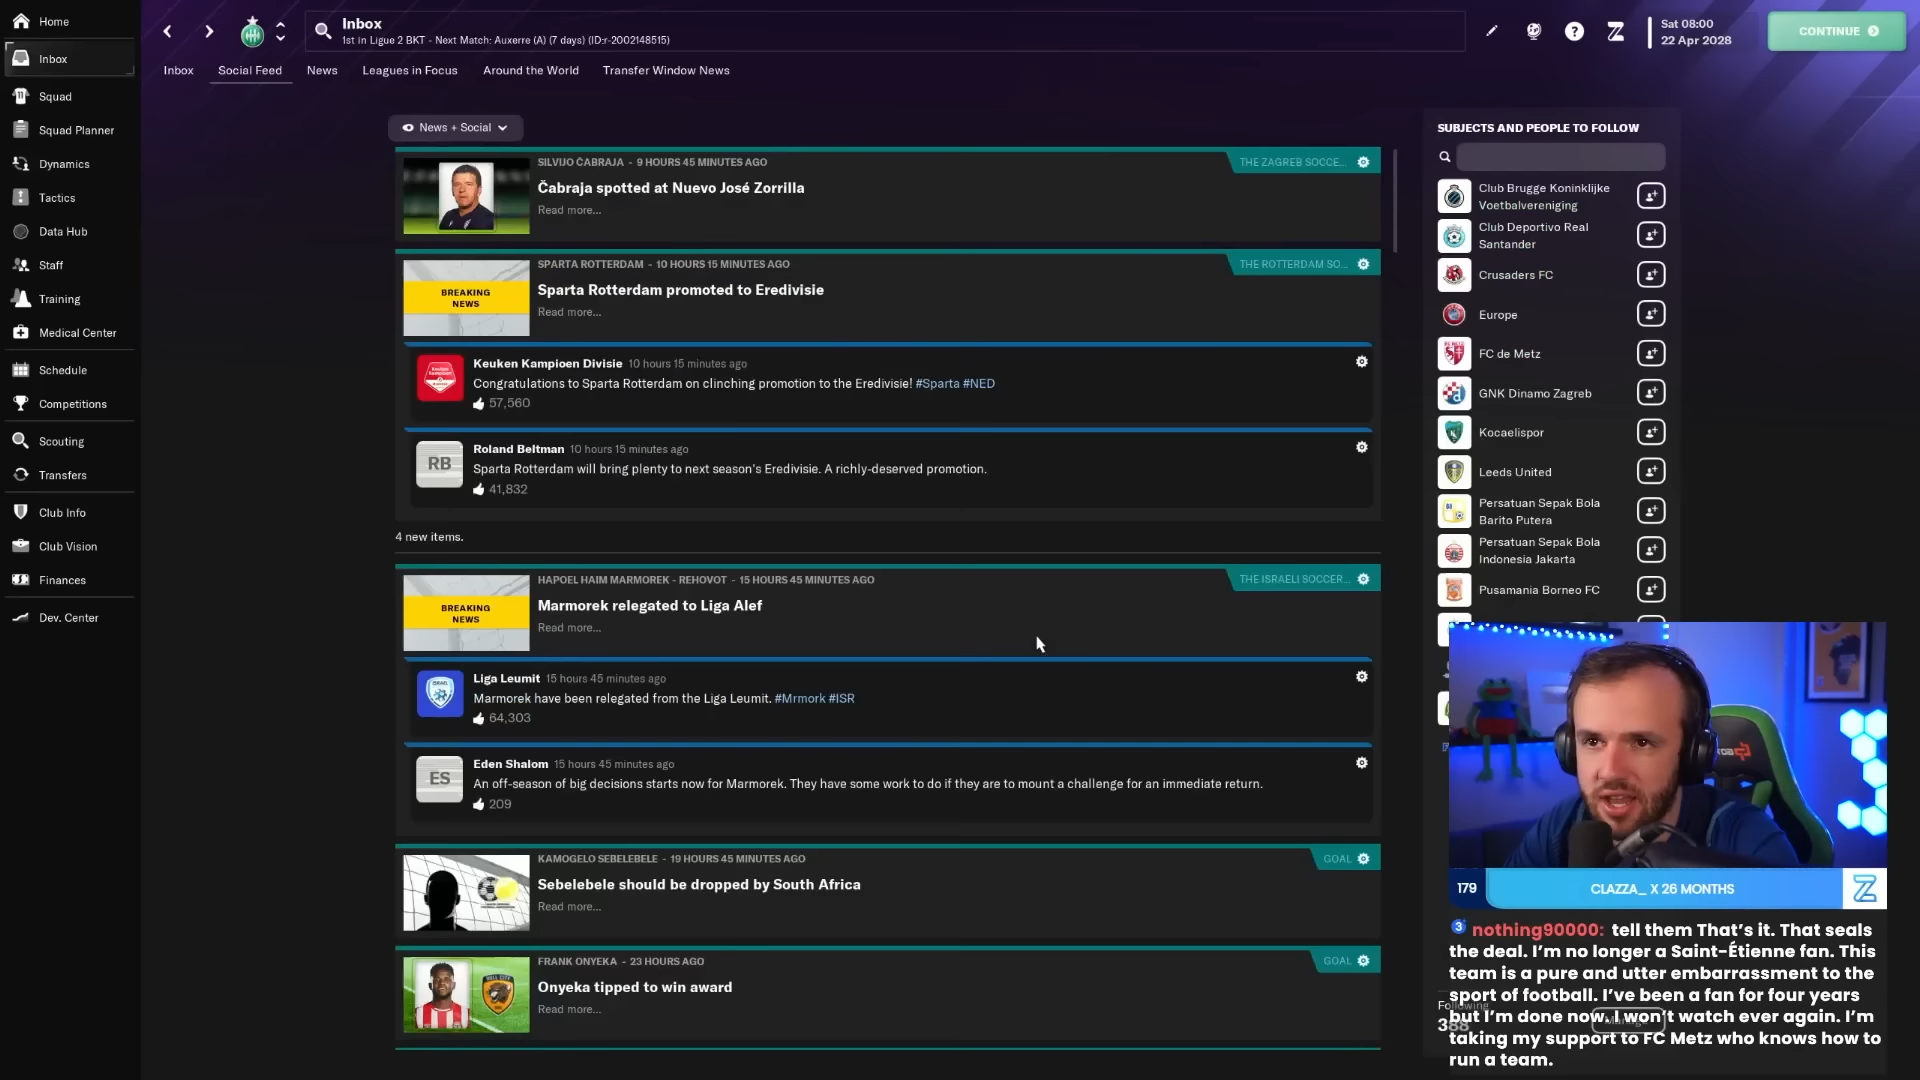 Home
Inbox
Squad
Squad Planner
Dynamics
Tactics
Data Hub
Staff
Training
Medical Center
Schedule
Competitions
Scouting
Transfers
Club Info
Club Vision
Finances
Dev. Center
Inbox
1st in Ligue 2 BKT - Next Match: Auxerre (A) (7 days) (ID:r-2002148515)
Sat 08:00
22 Apr 2028
CONTINUE
Inbox
Social Feed
News
Leagues in Focus
Around the World
Transfer Window News
News + Social
SILVIJO ČABRAJA - 9 HOURS 45 MINUTES AGO
THE ZAGREB SOCCE...
Čabraja spotted at Nuevo José Zorrilla
Read more...
BREAKING
NEWS
SPARTA ROTTERDAM - 10 HOURS 15 MINUTES AGO
THE ROTTERDAM SO...
Sparta Rotterdam promoted to Eredivisie
Read more...
Keuken Kampioen Divisie 10 hours 15 minutes ago
Congratulations to Sparta Rotterdam on clinching promotion to the Eredivisie! #Sparta #NED
57,560
RB
Roland Beltman 10 hours 15 minutes ago
Sparta Rotterdam will bring plenty to next season's Eredivisie. A richly-deserved promotion.
41,832
4 new items.
BREAKING
NEWS
HAPOEL HAIM MARMOREK - REHOVOT - 15 HOURS 45 MINUTES AGO
THE ISRAELI SOCCER...
Marmorek relegated to Liga Alef
Read more...
Liga Leumit 15 hours 45 minutes ago
Marmorek have been relegated from the Liga Leumit. #Mrmork #ISR
64,303
ES
Eden Shalom 15 hours 45 minutes ago
An off-season of big decisions starts now for Marmorek. They have some work to do if they are to mount a challenge for an immediate return.
209
KAMOGELO SEBELEBELE - 19 HOURS 45 MINUTES AGO
GOAL
Sebelebele should be dropped by South Africa
Read more...
FRANK ONYEKA - 23 HOURS AGO
GOAL
Onyeka tipped to win award
Read more...
SUBJECTS AND PEOPLE TO FOLLOW
Club Brugge Koninklijke
Voetbalvereniging
Club Deportivo Real
Santander
Crusaders FC
Europe
FC de Metz
GNK Dinamo Zagreb
Kocaelispor
Leeds United
Persatuan Sepak Bola
Barito Putera
Persatuan Sepak Bola
Indonesia Jakarta
Pusamania Borneo FC
179
CLAZZA_ X 26 MONTHS
Z
3 nothing90000: tell them That's it. That seals
the deal. I'm no longer a Saint-Étienne fan. This
team is a pure and utter embarrassment to the
sport of football. I've been a fan for four years
but I'm done now. I won't watch ever again. I'm
taking my support to FC Metz who knows how to
run a team.
Following
388
Manage